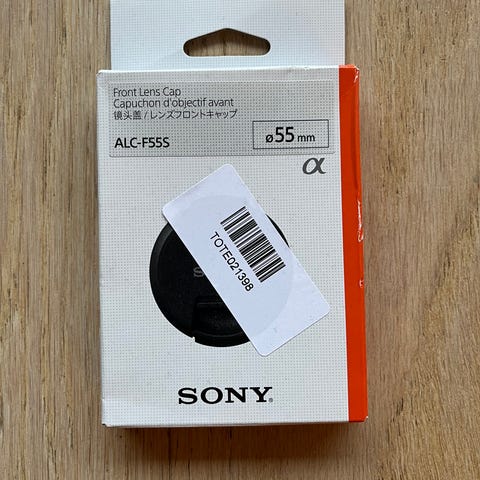 Front Lens Cap
Capuchon d'objectif avant
镜头盖 / レンズフロントキャップ
ALC-F55S
ø55 mm
α
TOTE021398
SONY®